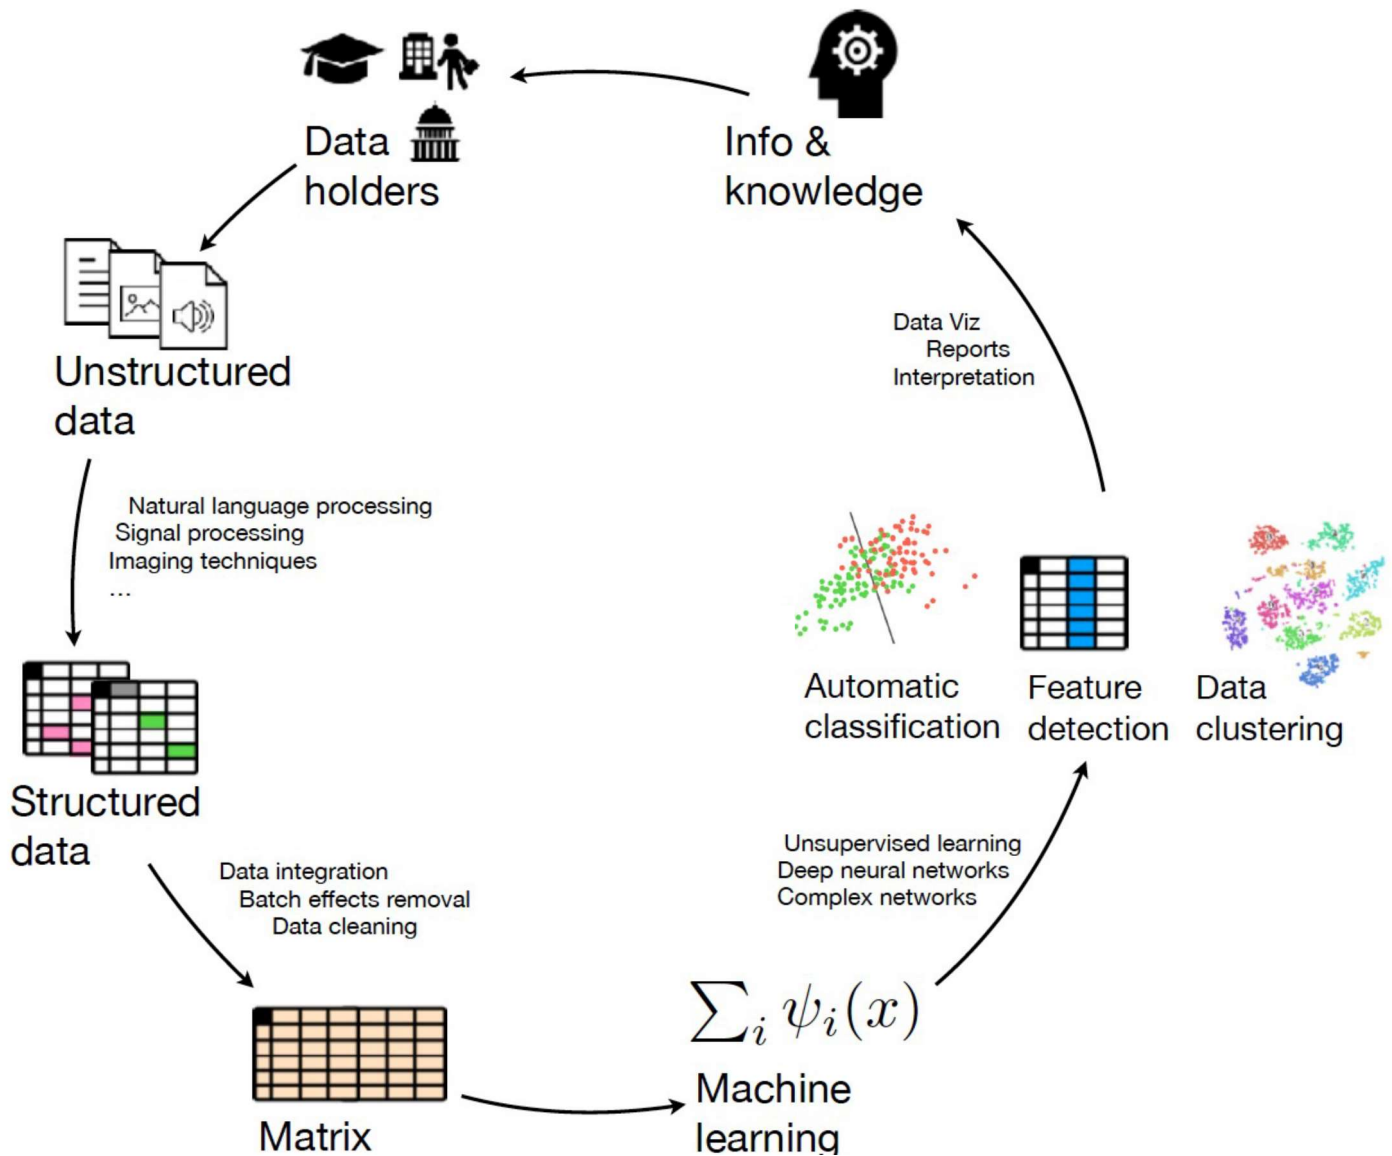 Data
holders
Info &
knowledge
Unstructured
data
Data Viz
Reports
Interpretation
Natural language processing
Signal processing
Imaging techniques
...
Automatic
classification
Feature
detection
Data
clustering
Structured
data
Data integration
Batch effects removal
Data cleaning
Unsupervised learning
Deep neural networks
Complex networks
∑ᵢ ψᵢ(x)
Matrix
Machine
learning